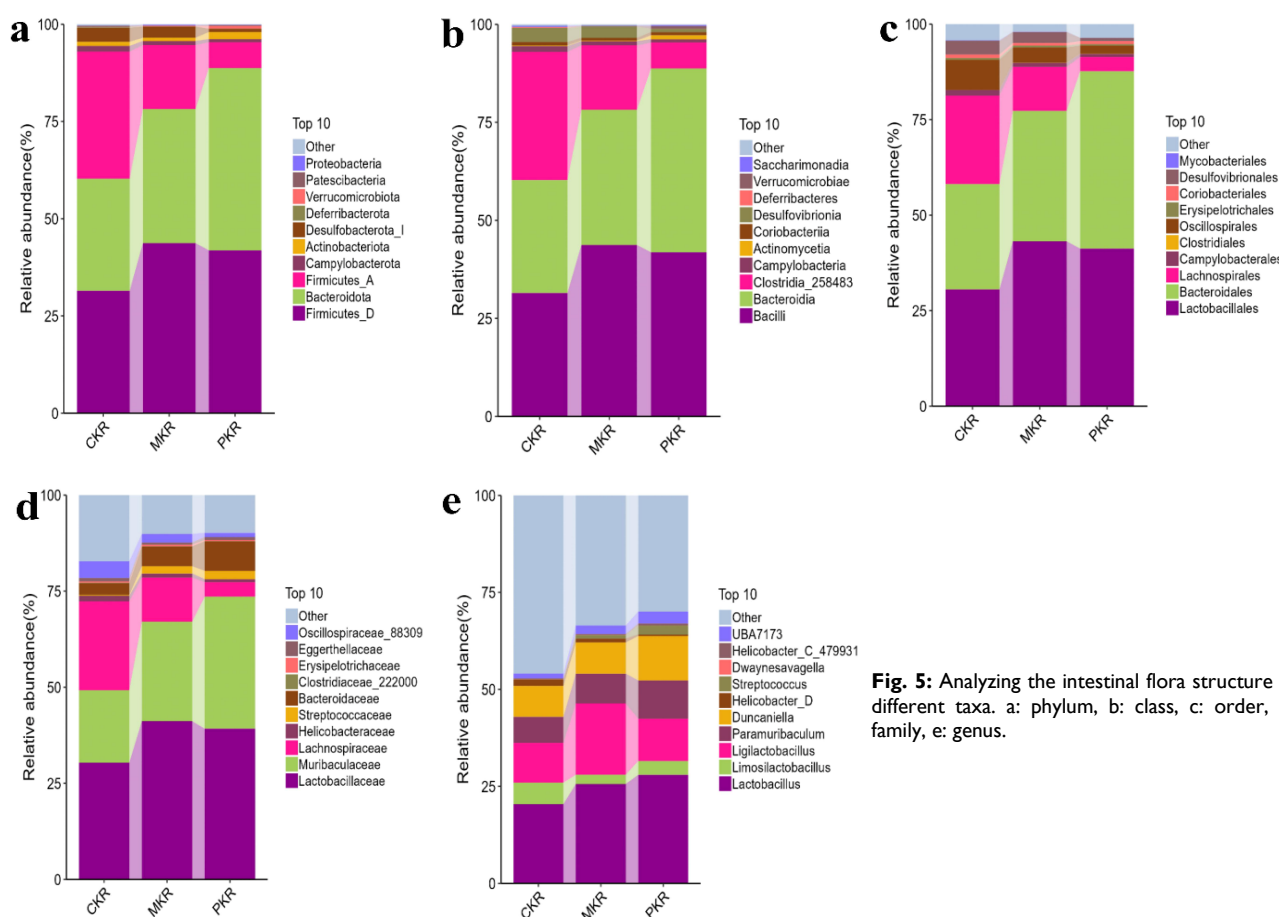 a
Relative abundance(%)
100
75
50
25
0
CKR
MKR
PKR
Top 10
Other
Proteobacteria
Patescibacteria
Verrucomicrobiota
Deferribacterota
Desulfobacterota_I
Actinobacteriota
Campylobacterota
Firmicutes_A
Bacteroidota
Firmicutes_D
b
Relative abundance(%)
100
75
50
25
0
CKR
MKR
PKR
Top 10
Other
Saccharimonadia
Verrucomicrobiae
Deferribacteres
Desulfovibrionia
Coriobacteriia
Actinomycetia
Campylobacteria
Clostridia_258483
Bacteroidia
Bacilli
c
Relative abundance(%)
100
75
50
25
0
CKR
MKR
PKR
Top 10
Other
Mycobacteriales
Desulfovibrionales
Coriobacteriales
Erysipelotrichales
Oscillospirales
Clostridiales
Campylobacterales
Lachnospirales
Bacteroidales
Lactobacillales
d
Relative abundance(%)
100
75
50
25
0
CKR
MKR
PKR
Top 10
Other
Oscillospiraceae_88309
Eggerthellaceae
Erysipelotrichaceae
Clostridiaceae_222000
Bacteroidaceae
Streptococcaceae
Helicobacteraceae
Lachnospiraceae
Muribaculaceae
Lactobacillaceae
e
Relative abundance(%)
100
75
50
25
0
CKR
MKR
PKR
Top 10
Other
UBA7173
Helicobacter_C_479931
Dwaynesavagella
Streptococcus
Helicobacter_D
Duncaniella
Paramuribaculum
Ligilactobacillus
Limosilactobacillus
Lactobacillus
Fig. 5: Analyzing the intestinal flora structure
different taxa. a: phylum, b: class, c: order,
family, e: genus.